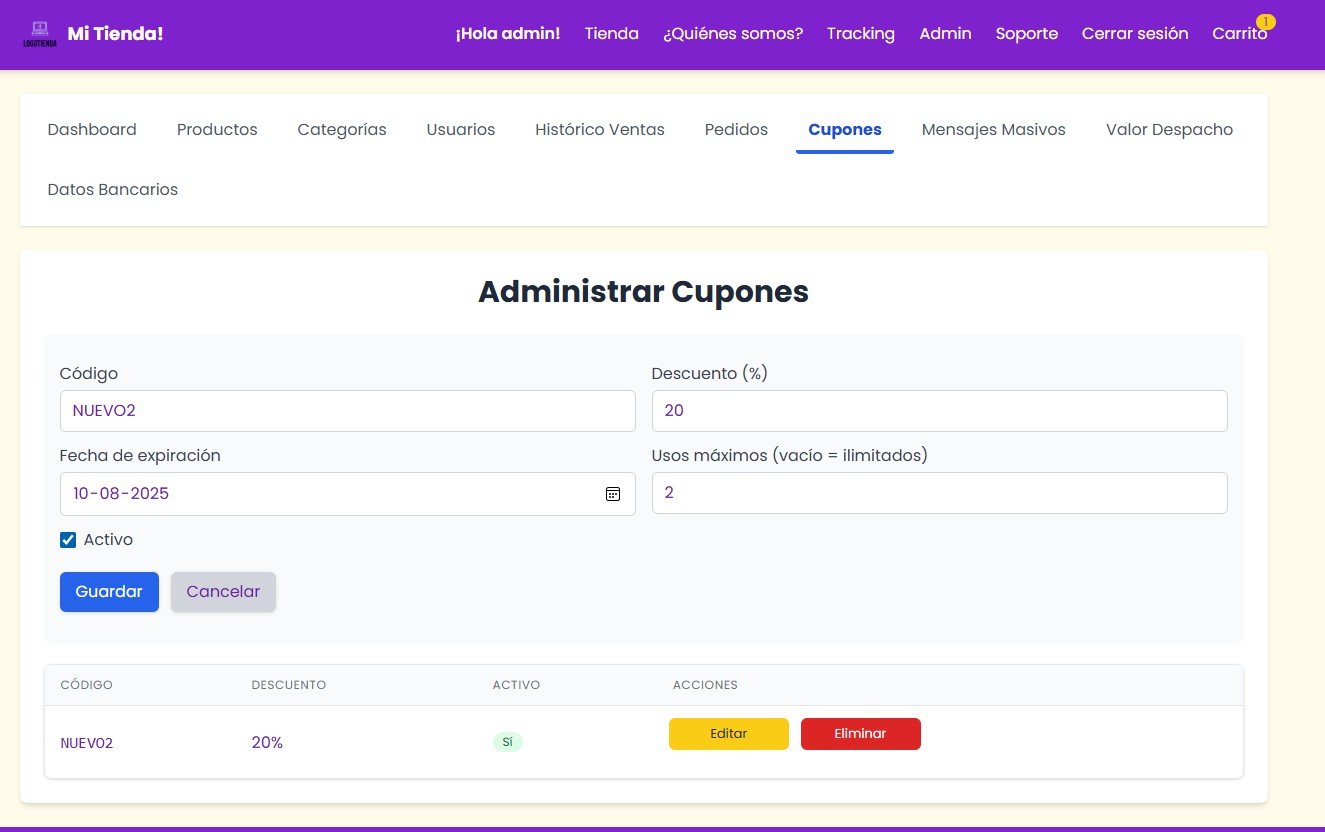 LOGOTIENDA
Mi Tienda!
¡Hola admin! Tienda ¿Quiénes somos? Tracking Admin Soporte Cerrar sesión Carrito 1
Dashboard Productos Categorías Usuarios Histórico Ventas Pedidos Cupones Mensajes Masivos Valor Despacho
Datos Bancarios
Administrar Cupones
Código Descuento (%)
NUEVO2 20
Fecha de expiración Usos máximos (vacío = ilimitados)
10-08-2025 2
Activo
Guardar Cancelar
CÓDIGO DESCUENTO ACTIVO ACCIONES
NUEVO2 20% Sí Editar Eliminar